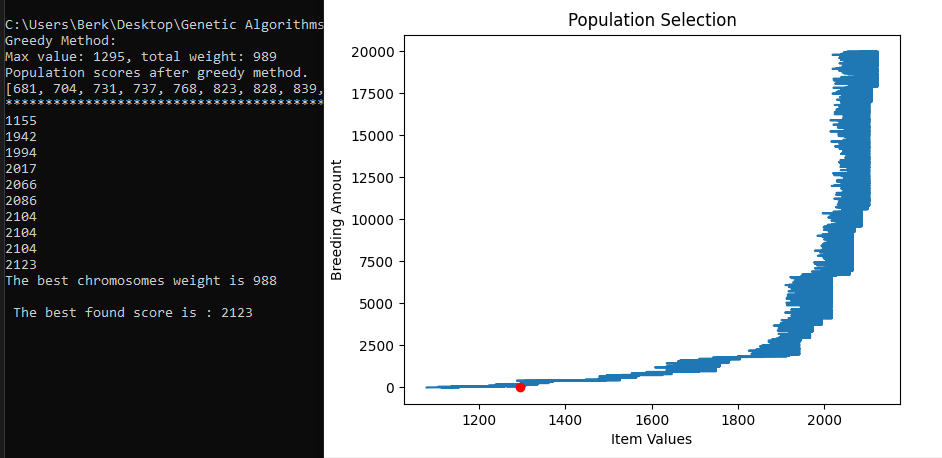 C:\Users\Berk\Desktop\Genetic Algorithms
Greedy Method:
Max value: 1295, total weight: 989
Population scores after greedy method.
[681, 704, 731, 737, 768, 823, 828, 839,
****************************************
1155
1942
1994
2017
2066
2086
2104
2104
2104
2123
The best chromosomes weight is 988
The best found score is : 2123
Population Selection
Breeding Amount
20000
17500
15000
12500
10000
7500
5000
2500
0
1200 1400 1600 1800 2000
Item Values